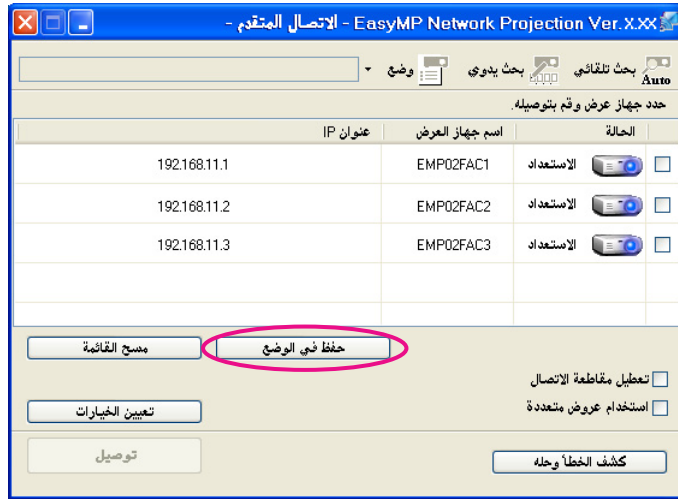 EasyMP Network Projection Ver.X.XX - الاتصال المتقدم -
Auto بحث تلقائي بحث يدوي وضع
حدد جهاز عرض وقم بتوصيله.
الحالة اسم جهاز العرض عنوان IP
الاستعداد EMP02FAC1 192.168.11.1
الاستعداد EMP02FAC2 192.168.11.2
الاستعداد EMP02FAC3 192.168.11.3
حفظ في الوضع مسح القائمة
تعطيل مقاطعة الاتصال
استخدام عروض متعددة تعيين الخيارات
كشف الخطأ وحله توصيل